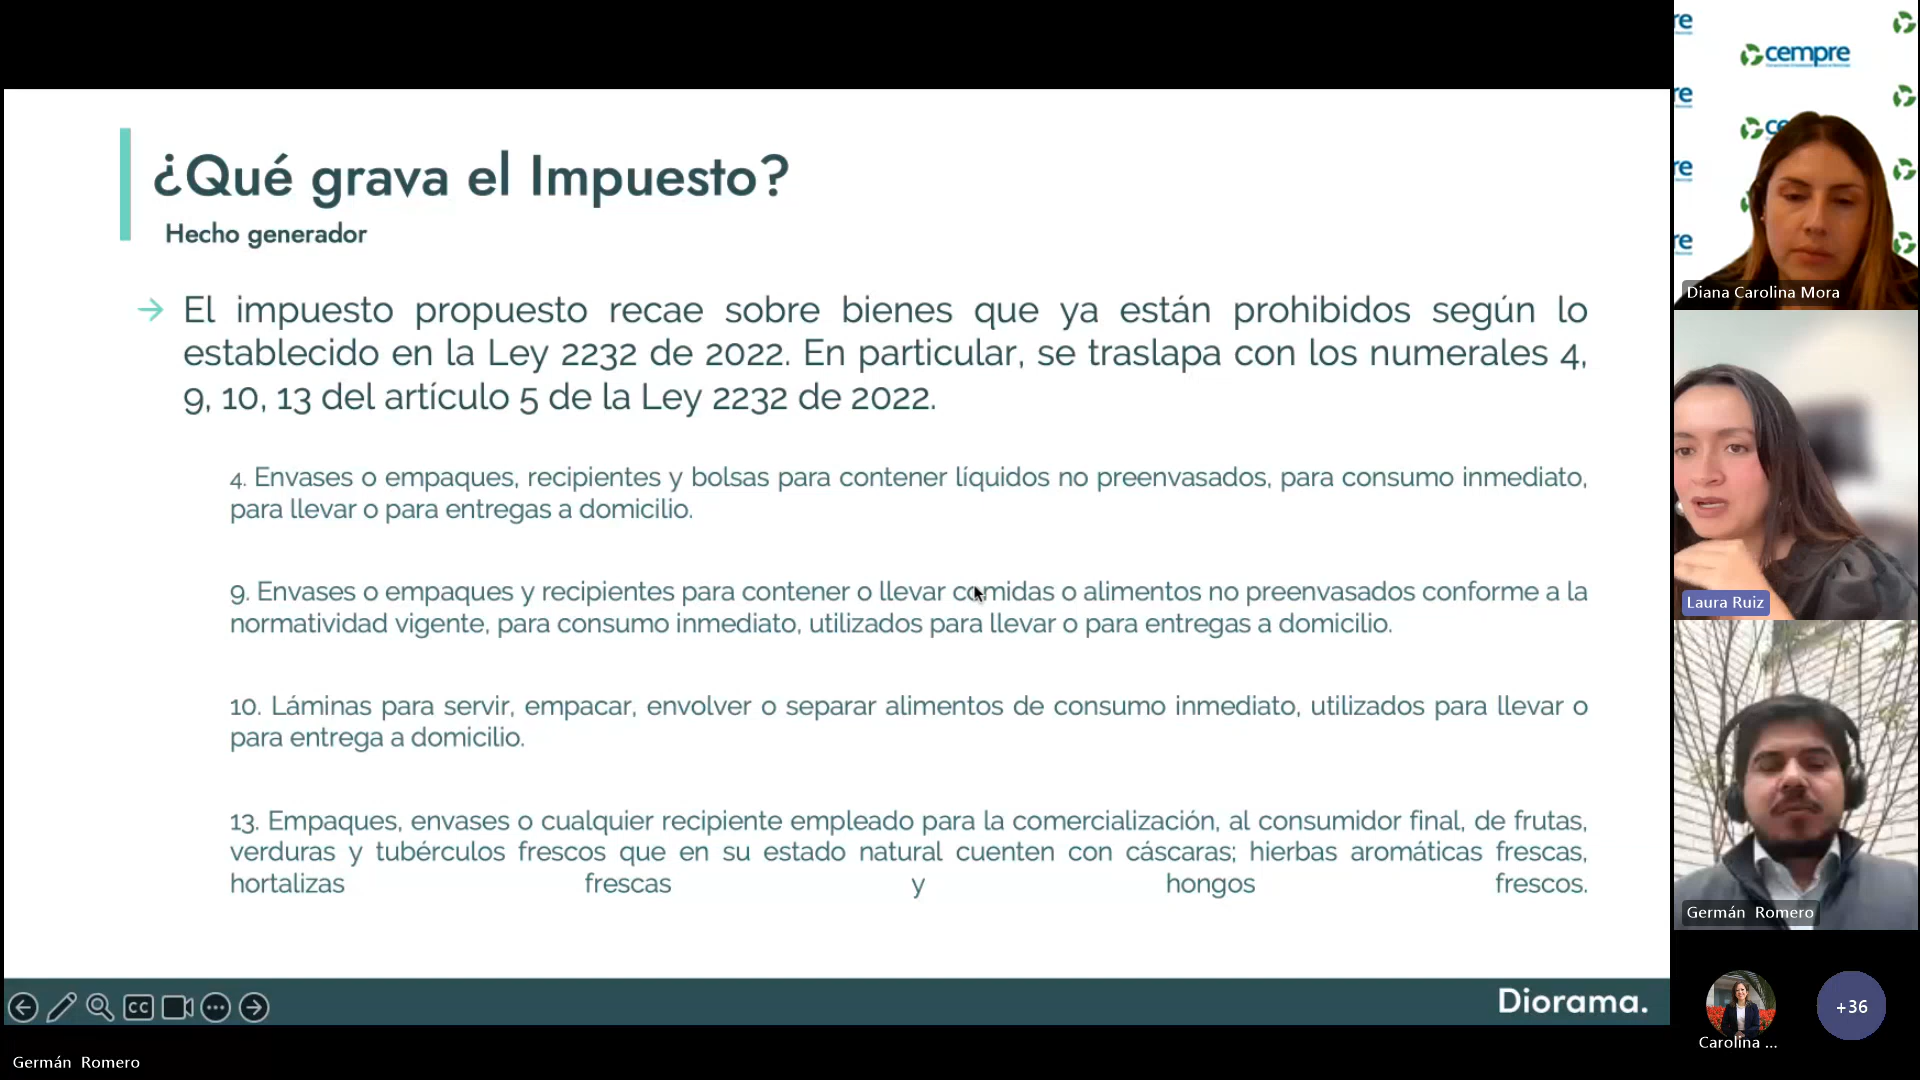 ¿Qué grava el Impuesto?
Hecho generador
→ El impuesto propuesto recae sobre bienes que ya están prohibidos según lo
establecido en la Ley 2232 de 2022. En particular, se traslapa con los numerales 4,
9, 10, 13 del artículo 5 de la Ley 2232 de 2022.
4. Envases o empaques, recipientes y bolsas para contener líquidos no preenvasados, para consumo inmediato,
para llevar o para entregas a domicilio.
9. Envases o empaques y recipientes para contener o llevar comidas o alimentos no preenvasados conforme a la
normatividad vigente, para consumo inmediato, utilizados para llevar o para entregas a domicilio.
10. Láminas para servir, empacar, envolver o separar alimentos de consumo inmediato, utilizados para llevar o
para entrega a domicilio.
13. Empaques, envases o cualquier recipiente empleado para la comercialización, al consumidor final, de frutas,
verduras y tubérculos frescos que en su estado natural cuenten con cáscaras; hierbas aromáticas frescas,
hortalizas frescas y hongos frescos.
CC
Diorama.
Germán Romero
re
cempre
re
ce
re
re
Diana Carolina Mora
Laura Ruiz
Germán Romero
+36
Carolina ...